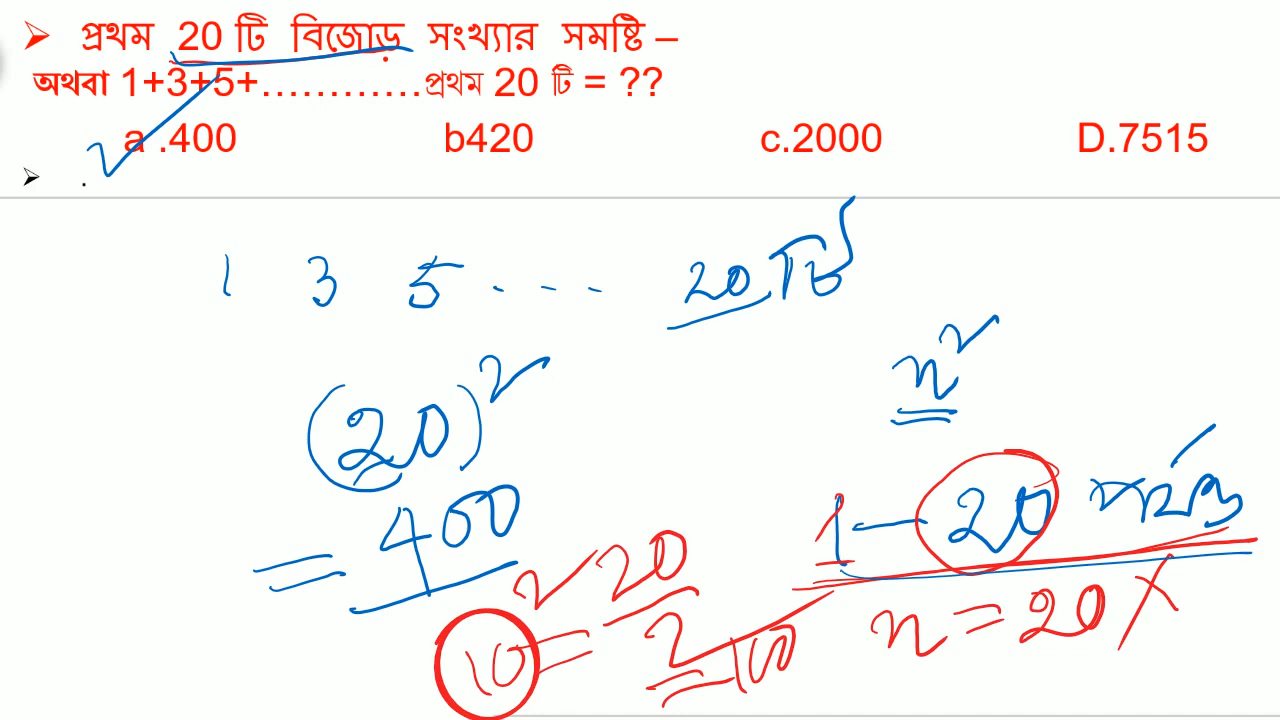 ➢ প্রথম 20 টি বিজোড় সংখ্যার সমষ্টি –
অথবা 1+3+5+…………প্রথম 20 টি = ??
a .400 b420 c.2000 D.7515
➢ .
1 3 5 . . . 20 টি
n²
(20)²
1 — 20 পর্যন্ত
= 400
20
2
10 =
n = 20
100